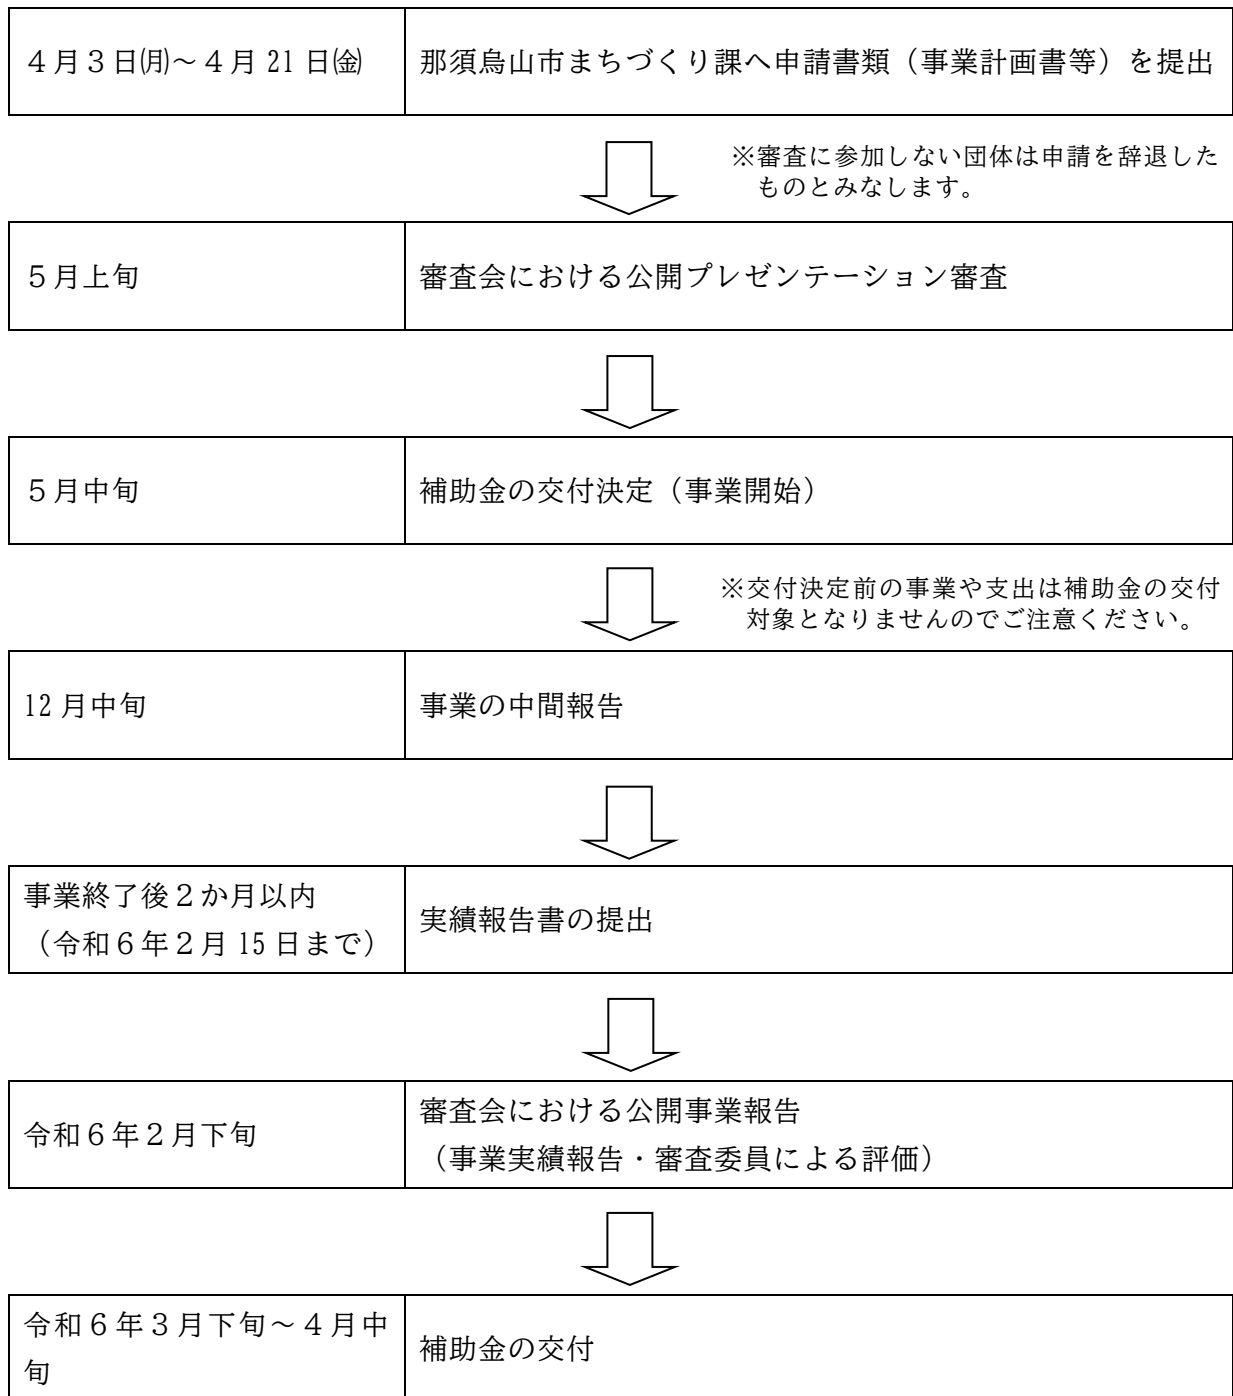 ４月３日㈪～４月 21 日㈮
那須烏山市まちづくり課へ申請書類（事業計画書等）を提出
※審査に参加しない団体は申請を辞退した
ものとみなします。
５月上旬
審査会における公開プレゼンテーション審査
５月中旬
補助金の交付決定（事業開始）
※交付決定前の事業や支出は補助金の交付
対象となりませんのでご注意ください。
12 月中旬
事業の中間報告
事業終了後２か月以内
（令和６年２月 15 日まで）
実績報告書の提出
令和６年２月下旬
審査会における公開事業報告
（事業実績報告・審査委員による評価）
令和６年３月下旬～４月中
旬
補助金の交付